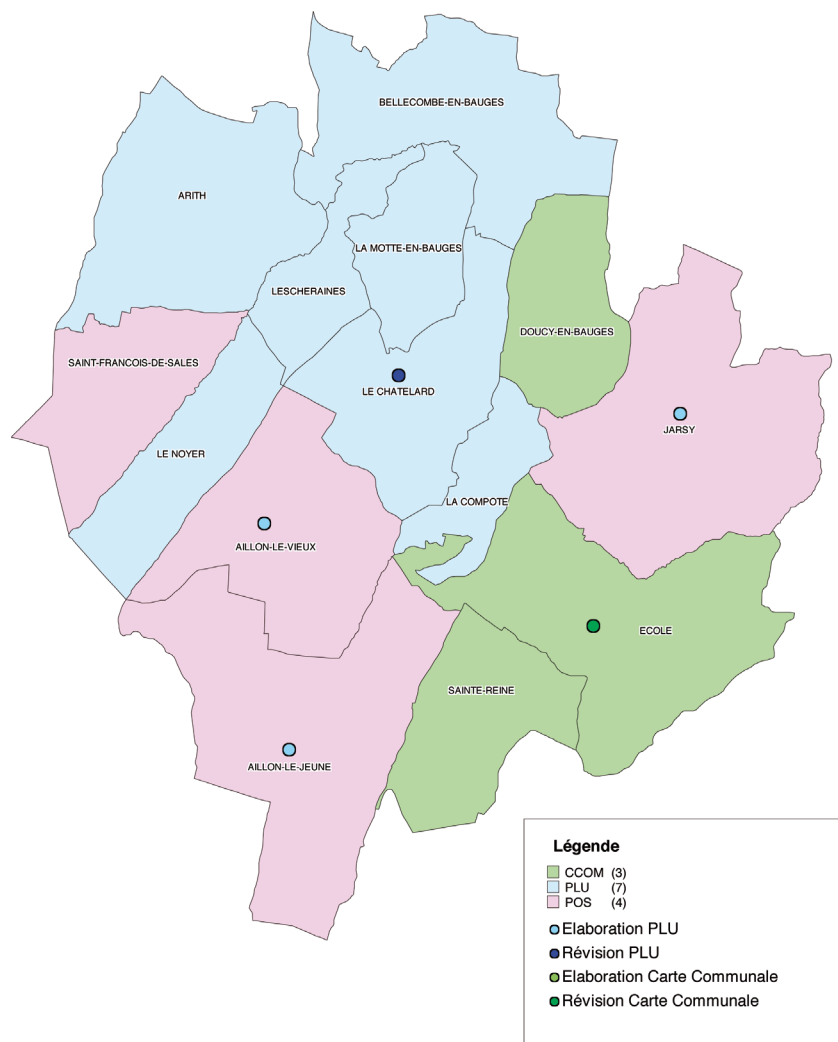 BELLECOMBE-EN-BAUGES
ARITH
LA MOTTE-EN-BAUGES
LESCHERAINES
DOUCY-EN-BAUGES
SAINT-FRANCOIS-DE-SALES
LE CHATELARD
JARSY
LE NOYER
LA COMPOTE
AILLON-LE-VIEUX
ECOLE
SAINTE-REINE
AILLON-LE-JEUNE
Légende
CCOM (3)
PLU (7)
POS (4)
Elaboration PLU
Révision PLU
Elaboration Carte Communale
Révision Carte Communale